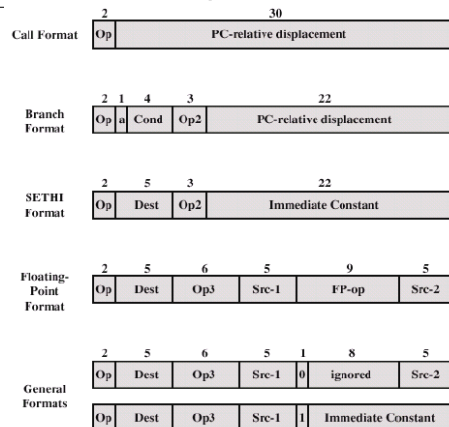 2 30
Call Format Op PC-relative displacement
2 1 4 3 22
Branch Format Op a Cond Op2 PC-relative displacement
2 5 3 22
SETHI Format Op Dest Op2 Immediate Constant
2 5 6 5 9 5
Floating-Point Format Op Dest Op3 Src-1 FP-op Src-2
2 5 6 5 1 8 5
General Formats Op Dest Op3 Src-1 0 ignored Src-2
Op Dest Op3 Src-1 1 Immediate Constant